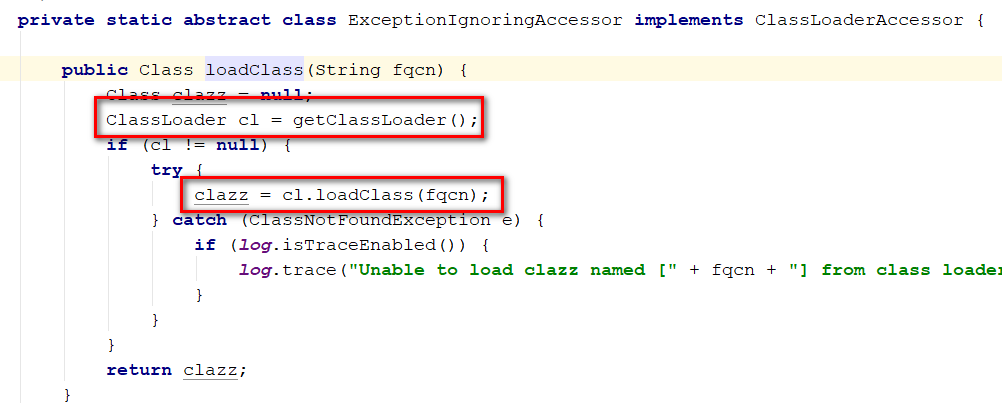 private static abstract class ExceptionIgnoringAccessor implements ClassLoaderAccessor {
public Class loadClass(String fqcn) {
Class clazz = null;
ClassLoader cl = getClassLoader();
if (cl != null) {
try {
clazz = cl.loadClass(fqcn);
} catch (ClassNotFoundException e) {
if (log.isTraceEnabled()) {
log.trace("Unable to load clazz named [" + fqcn + "] from class loader
}
}
}
return clazz;
}